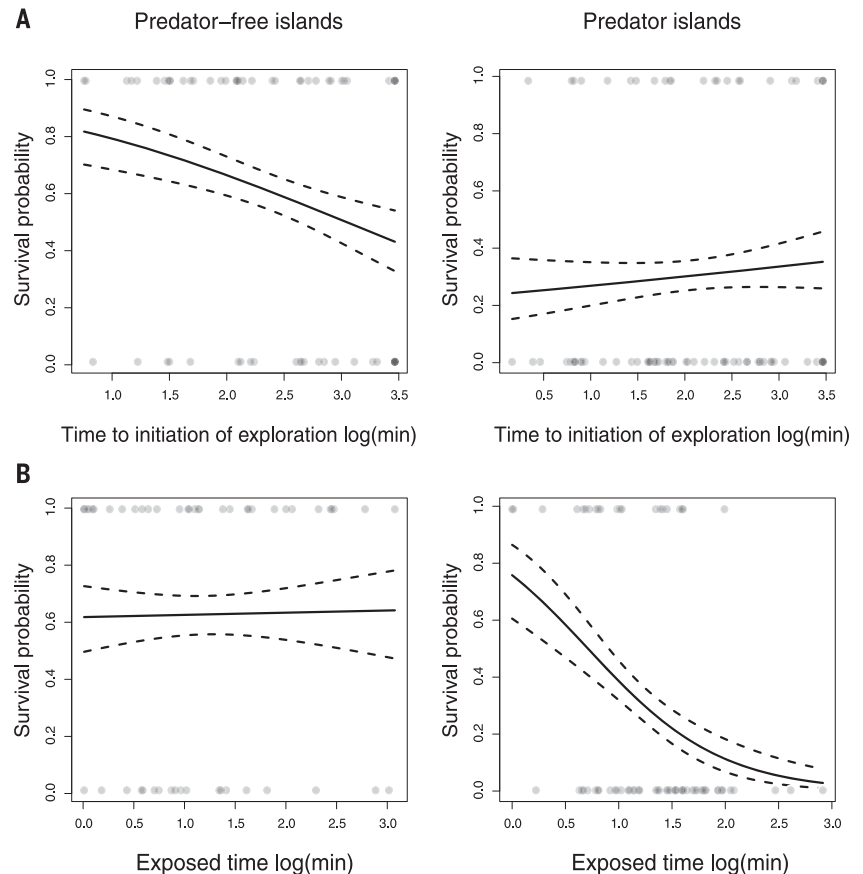 A
Predator–free islands
Predator islands
Survival probability
0.0 0.2 0.4 0.6 0.8 1.0
1.0 1.5 2.0 2.5 3.0 3.5
Time to initiation of exploration log(min)
Survival probability
0.0 0.2 0.4 0.6 0.8 1.0
0.5 1.0 1.5 2.0 2.5 3.0 3.5
Time to initiation of exploration log(min)
B
Survival probability
0.0 0.2 0.4 0.6 0.8 1.0
0.0 0.5 1.0 1.5 2.0 2.5 3.0
Exposed time log(min)
Survival probability
0.0 0.2 0.4 0.6 0.8 1.0
0.0 0.5 1.0 1.5 2.0 2.5 3.0
Exposed time log(min)